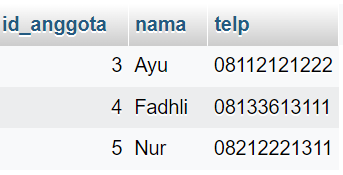 id_anggota nama telp
3 Ayu 08112121222
4 Fadhli 08133613111
5 Nur 08212221311